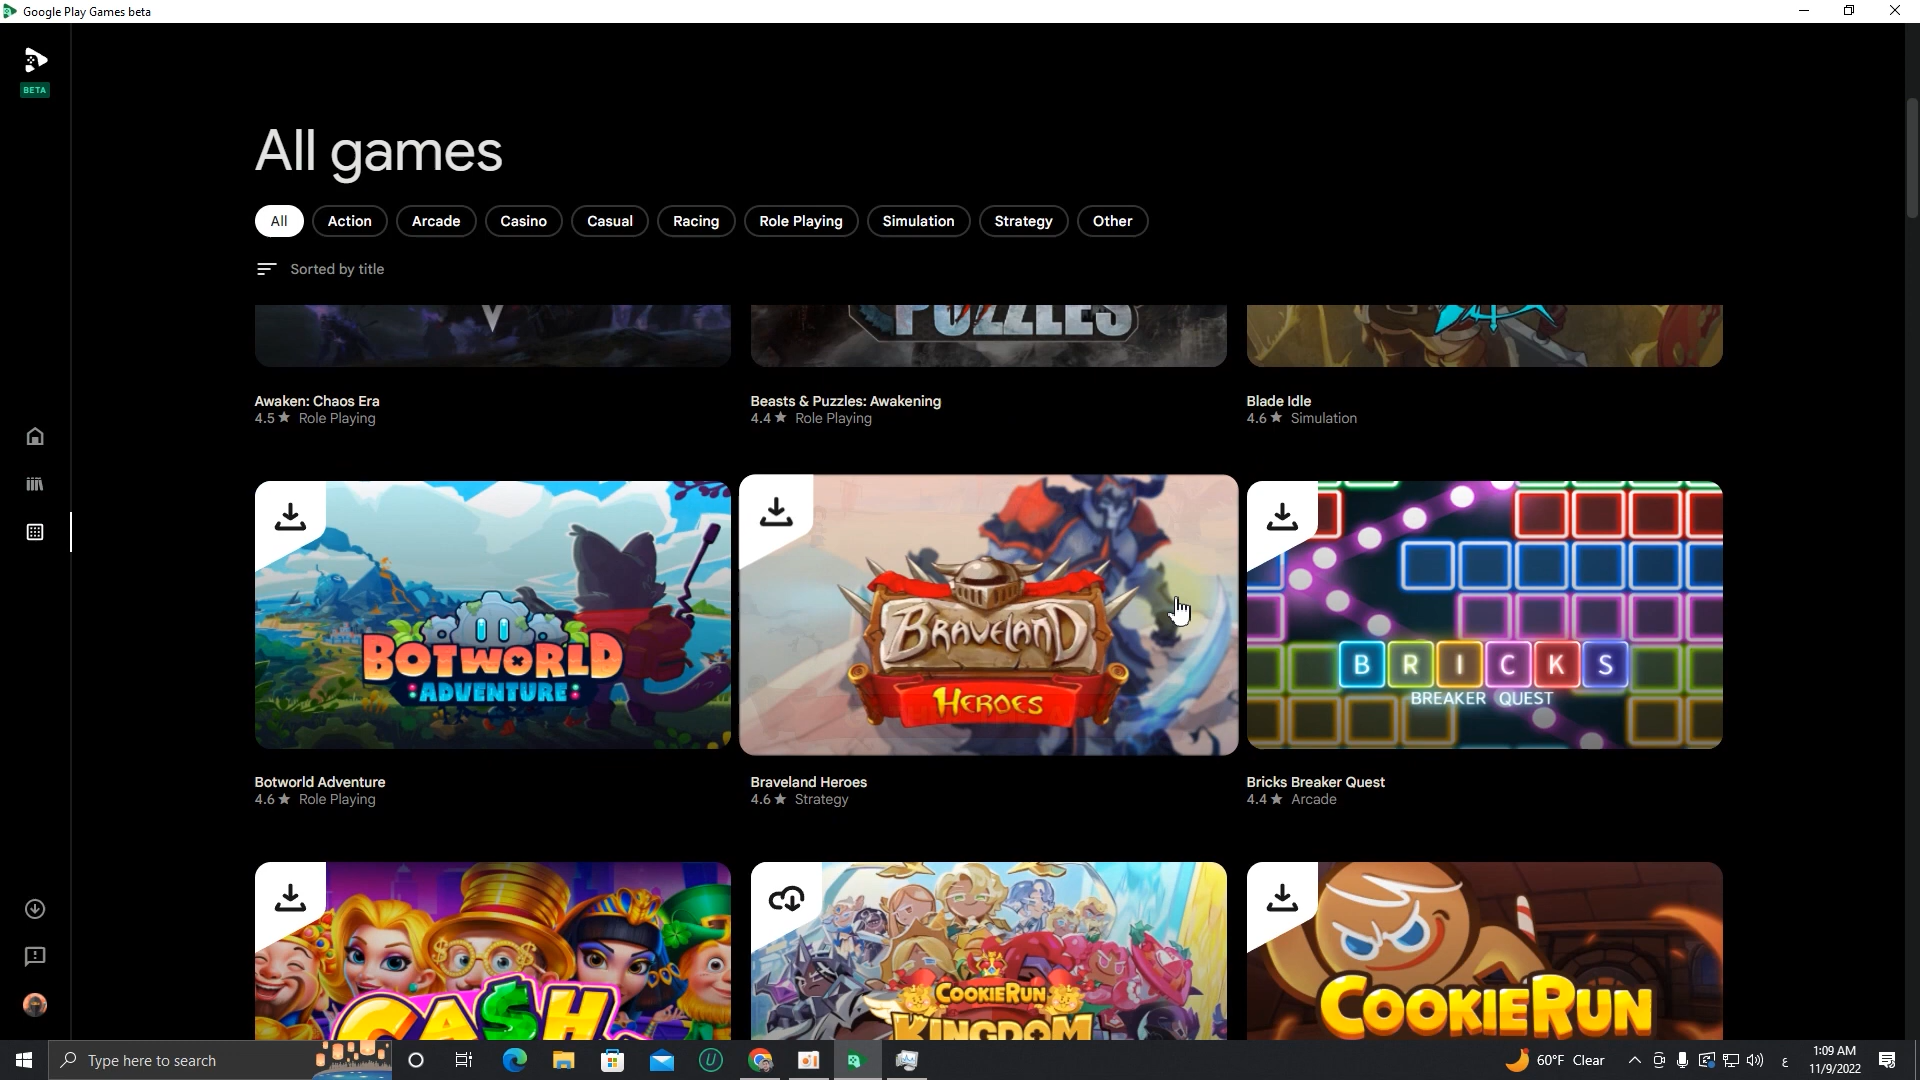 Google Play Games beta
BETA
All games
All Action Arcade Casino Casual Racing Role Playing Simulation Strategy Other
Sorted by title
PUZZLES
Awaken: Chaos Era
4.5★ Role Playing
Beasts & Puzzles: Awakening
4.4★ Role Playing
Blade Idle
4.6★ Simulation
BOTWORLD
ADVENTURE
BRAVELAND
HEROES
BRICKS
BREAKER QUEST
Botworld Adventure
4.6★ Role Playing
Braveland Heroes
4.6★ Strategy
Bricks Breaker Quest
4.4★ Arcade
CASH
COOKIERUN
KINGDOM
COOKIERUN
Type here to search
60°F Clear
ع
1:09 AM
11/9/2022